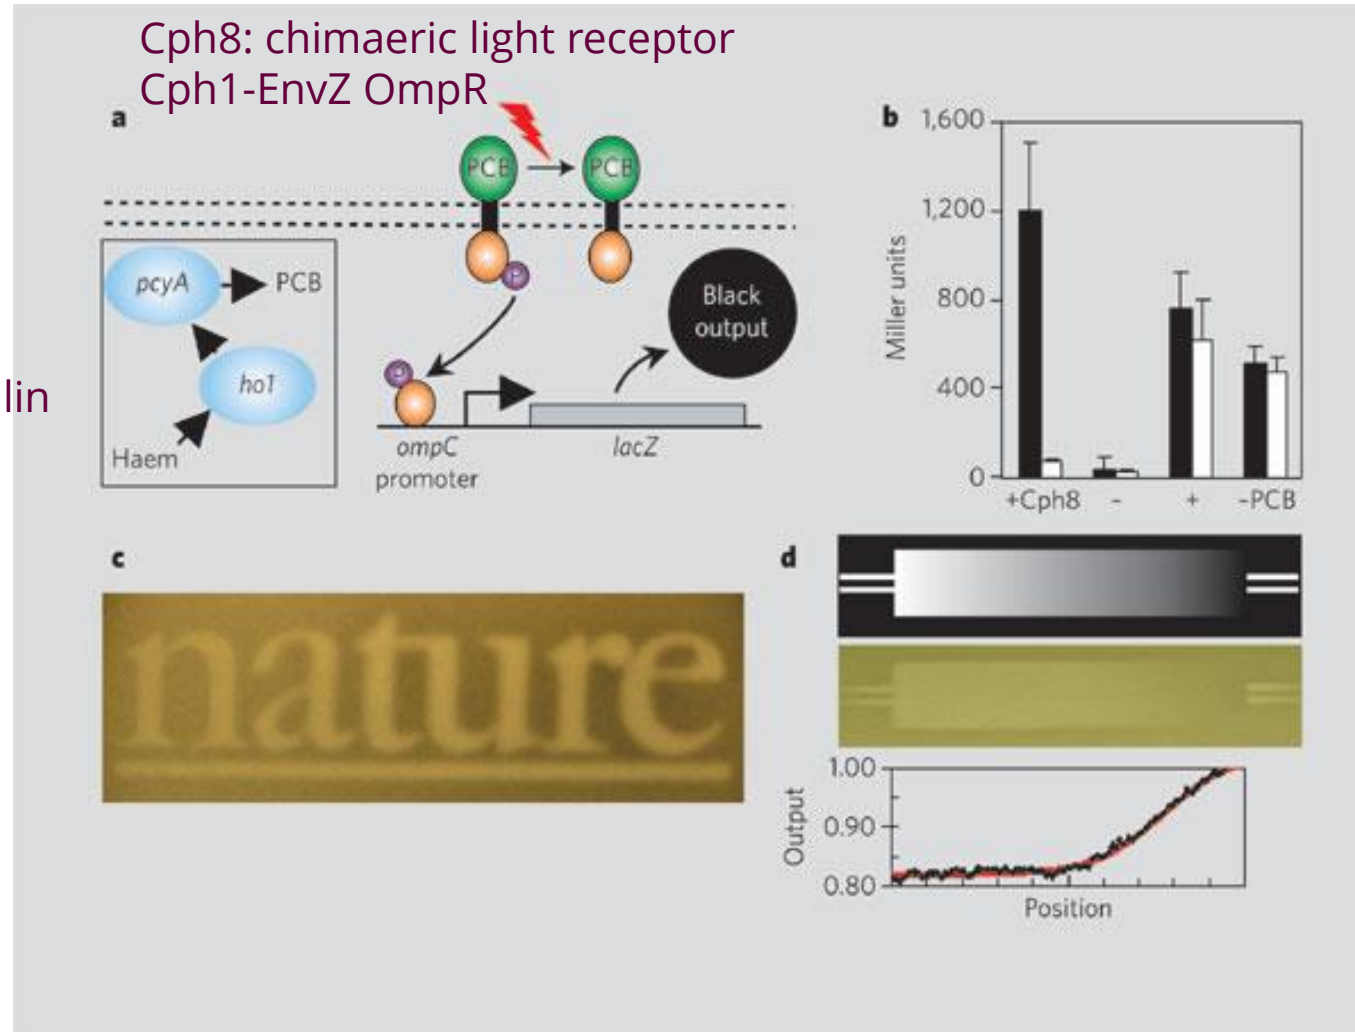 Cph8: chimaeric light receptor
Cph1-EnvZ OmpR
lin
a
PCB
PCB
P
pcyA
PCB
ho1
Haem
P
ompC
promoter
lacZ
Black
output
b
Miller units
1,600
1,200
800
400
0
+Cph8 - + -PCB
c
nature
d
Output
1.00
0.90
0.80
Position